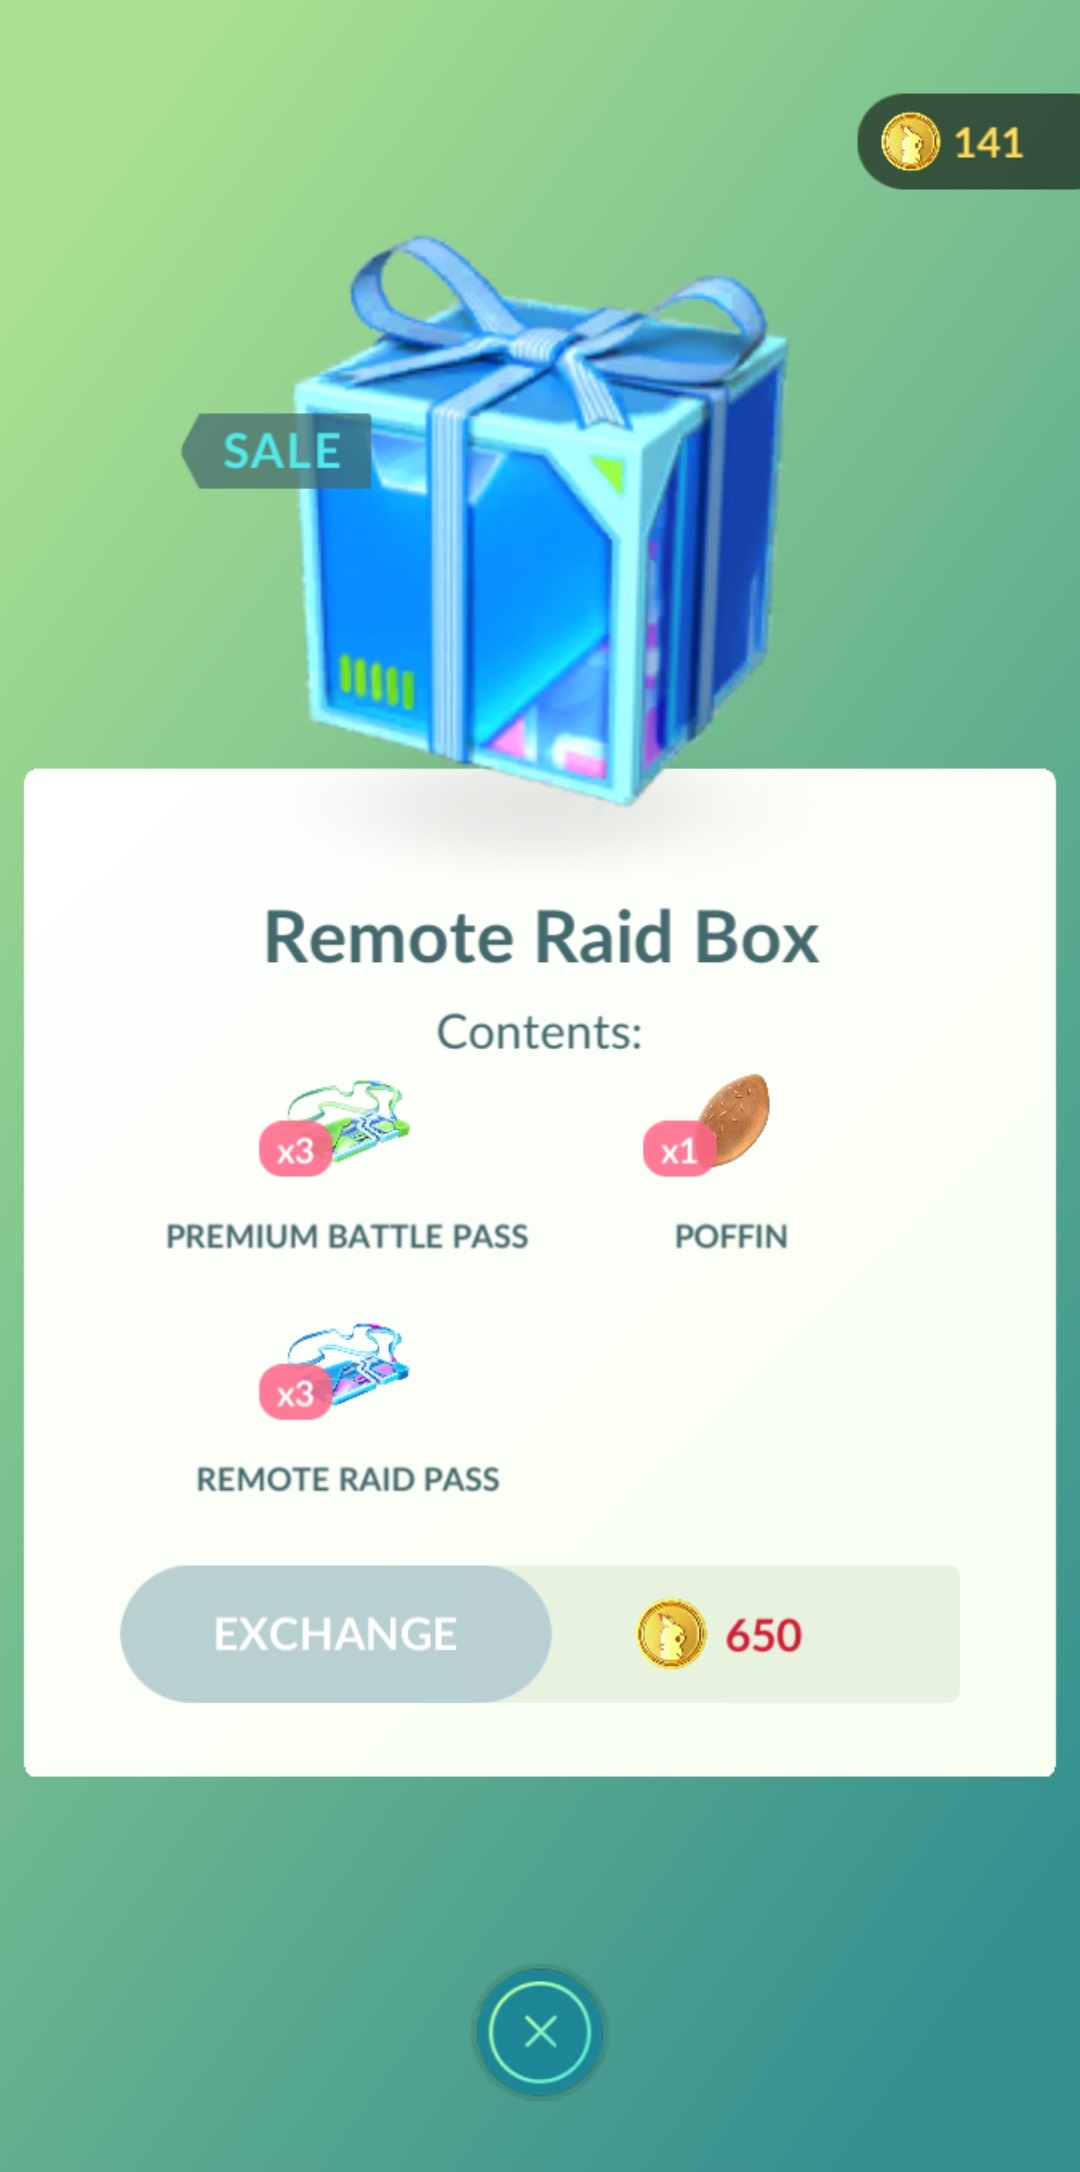 141
SALE
Remote Raid Box
Contents:
x3
x1
PREMIUM BATTLE PASS
POFFIN
x3
REMOTE RAID PASS
EXCHANGE
650